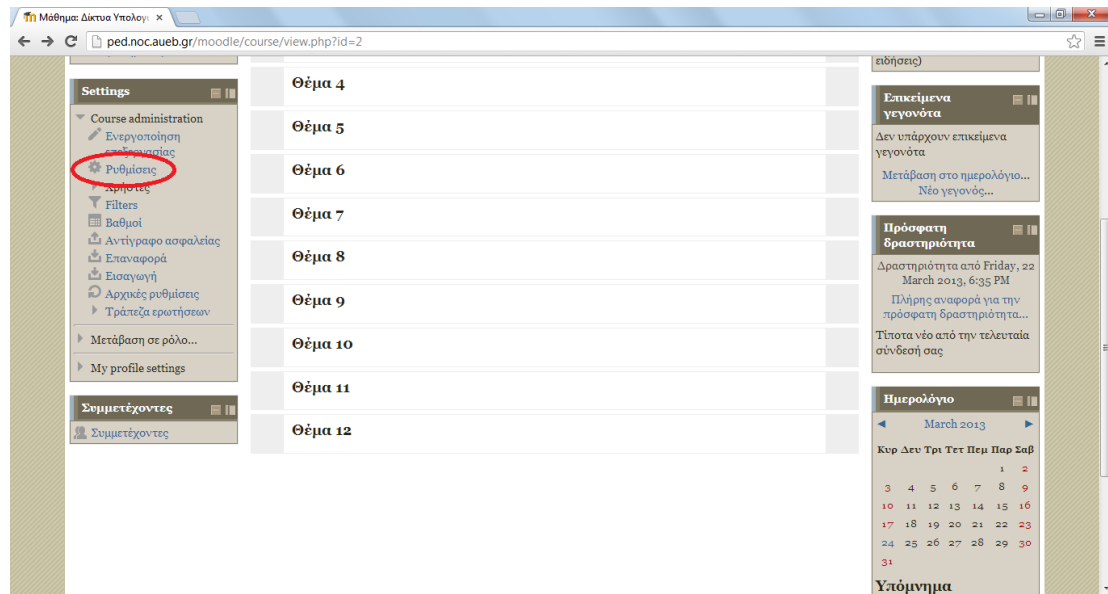 Μάθημα: Δίκτυα Υπολογι
ped.noc.aueb.gr/moodle/course/view.php?id=2
Settings
Course administration
Ενεργοποίηση
επεξεργασίας
Ρυθμίσεις
Χρήστες
Filters
Βαθμοί
Αντίγραφο ασφαλείας
Επαναφορά
Εισαγωγή
Αρχικές ρυθμίσεις
Τράπεζα ερωτήσεων
Μετάβαση σε ρόλο...
My profile settings
Συμμετέχοντες
Συμμετέχοντες
Θέμα 4
Θέμα 5
Θέμα 6
Θέμα 7
Θέμα 8
Θέμα 9
Θέμα 10
Θέμα 11
Θέμα 12
ειδήσεις)
Επικείμενα
γεγονότα
Δεν υπάρχουν επικείμενα
γεγονότα
Μετάβαση στο ημερολόγιο...
Νέο γεγονός...
Πρόσφατη
δραστηριότητα
Δραστηριότητα από Friday, 22
March 2013, 6:35 PM
Πλήρης αναφορά για την
πρόσφατη δραστηριότητα...
Τίποτα νέο από την τελευταία
σύνδεσή σας
Ημερολόγιο
◄ March 2013 ►
Κυρ Δευ Τρι Τετ Πεμ Παρ Σαβ
1 2
3 4 5 6 7 8 9
10 11 12 13 14 15 16
17 18 19 20 21 22 23
24 25 26 27 28 29 30
31
Υπόμνημα